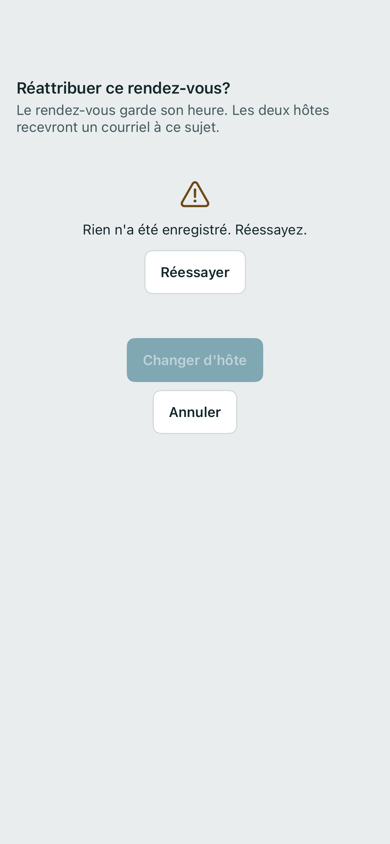 Réattribuer ce rendez-vous?
Le rendez-vous garde son heure. Les deux hôtes
recevront un courriel à ce sujet.
Rien n'a été enregistré. Réessayez.
Réessayer
Changer d'hôte
Annuler